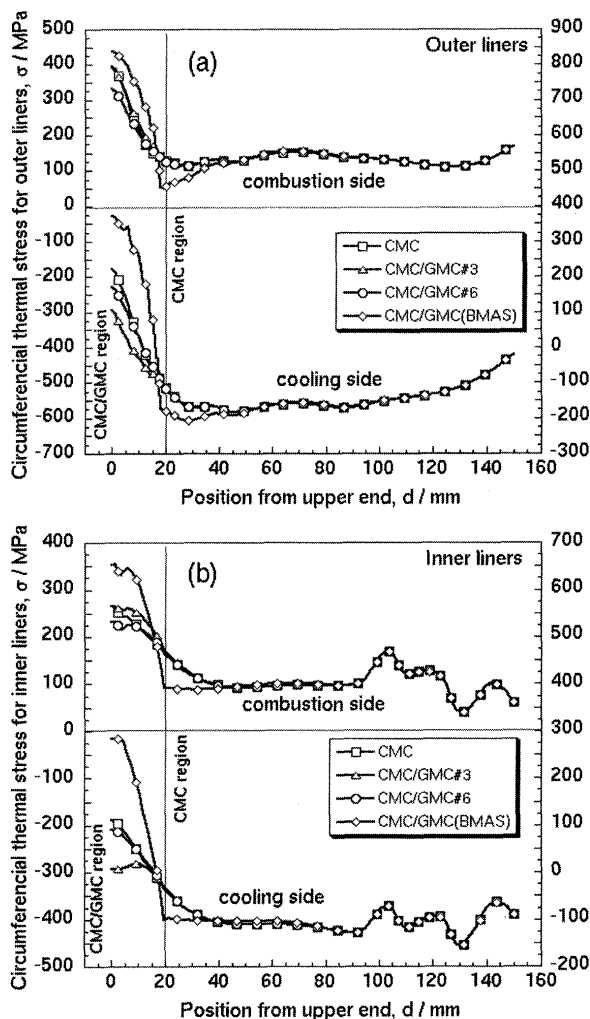 (a)
Outer liners
Circumferencial thermal stress for outer liners, σ / MPa
500
400
300
200
100
0
-100
-200
-300
-400
-500
-600
-700
900
800
700
600
500
400
300
200
100
0
-100
-200
-300
combustion side
CMC
CMC/GMC#3
CMC/GMC#6
CMC/GMC(BMAS)
CMC/GMC region
CMC region
cooling side
0 20 40 60 80 100 120 140 160
Position from upper end, d / mm
(b)
Inner liners
Circumferencial thermal stress for inner liners, σ / MPa
400
300
200
100
0
-100
-200
-300
-400
-500
700
600
500
400
300
200
100
0
-100
-200
combustion side
CMC
CMC/GMC#3
CMC/GMC#6
CMC/GMC(BMAS)
CMC/GMC region
CMC region
cooling side
0 20 40 60 80 100 120 140 160
Position from upper end, d / mm